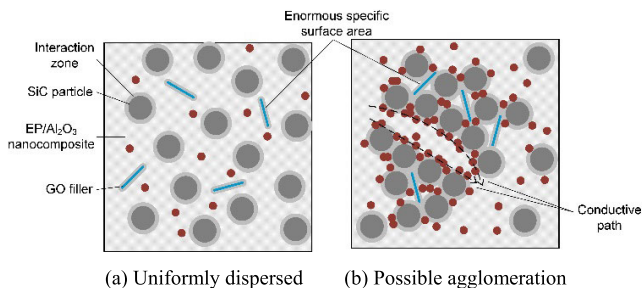 Enormous specific
surface area
Interaction
zone
SiC particle
EP/Al₂O₃
nanocomposite
GO filler
Conductive
path
(a) Uniformly dispersed
(b) Possible agglomeration